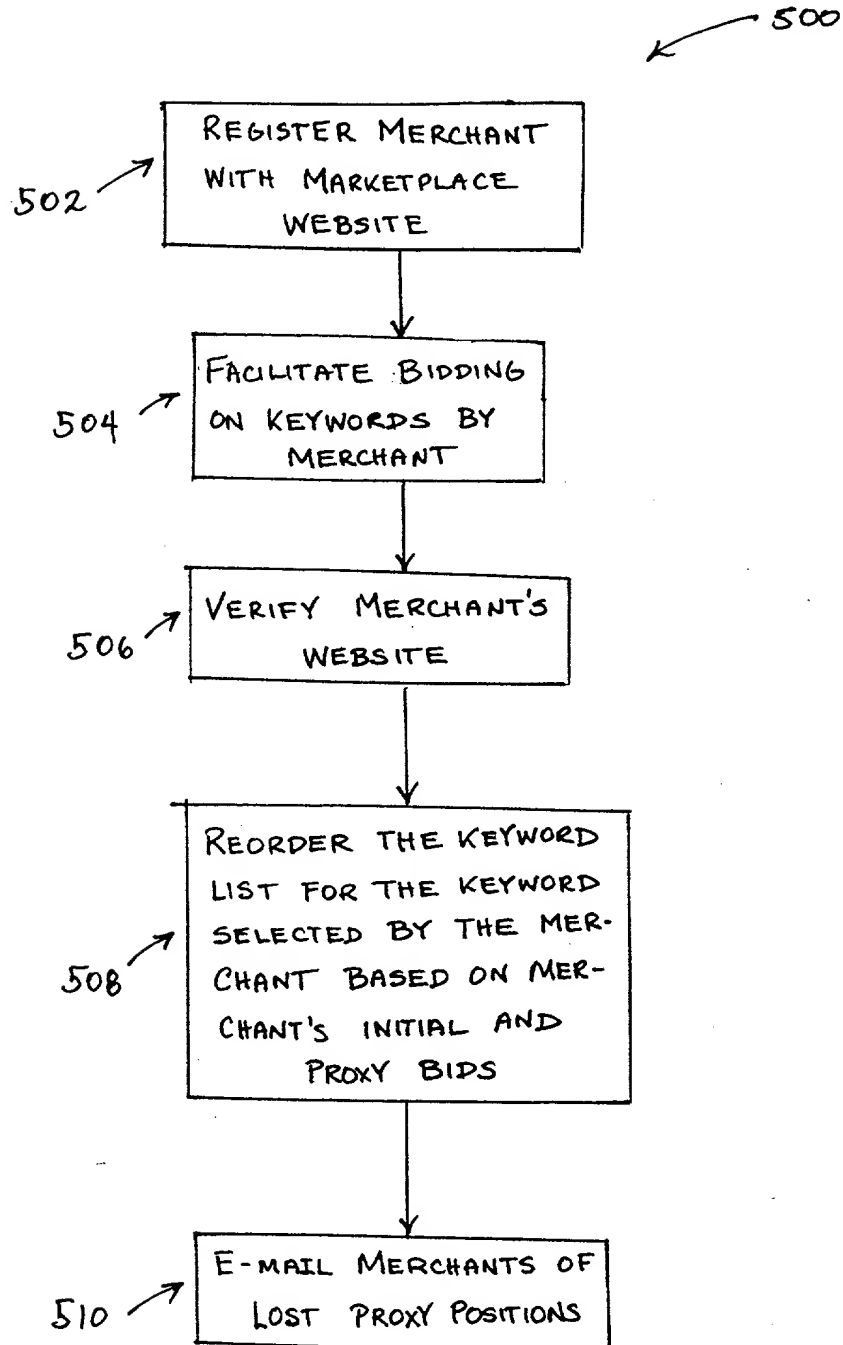 500
REGISTER MERCHANT
WITH MARKETPLACE
WEBSITE
502
FACILITATE BIDDING
ON KEYWORDS BY
MERCHANT
504
VERIFY MERCHANT'S
WEBSITE
506
REORDER THE KEYWORD
LIST FOR THE KEYWORD
SELECTED BY THE MER-
CHANT BASED ON MER-
CHANT'S INITIAL AND
PROXY BIDS
508
E-MAIL MERCHANTS OF
LOST PROXY POSITIONS
510